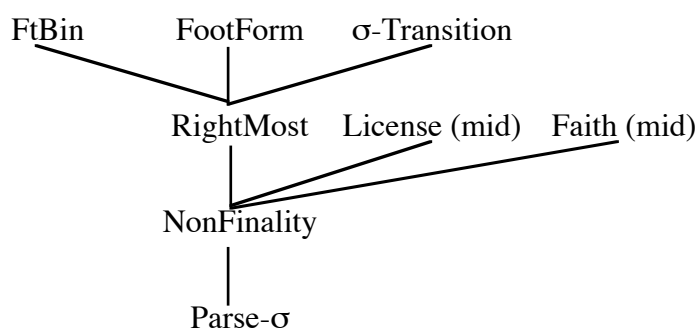 FtBin FootForm σ-Transition
RightMost License (mid) Faith (mid)
NonFinality
Parse-σ